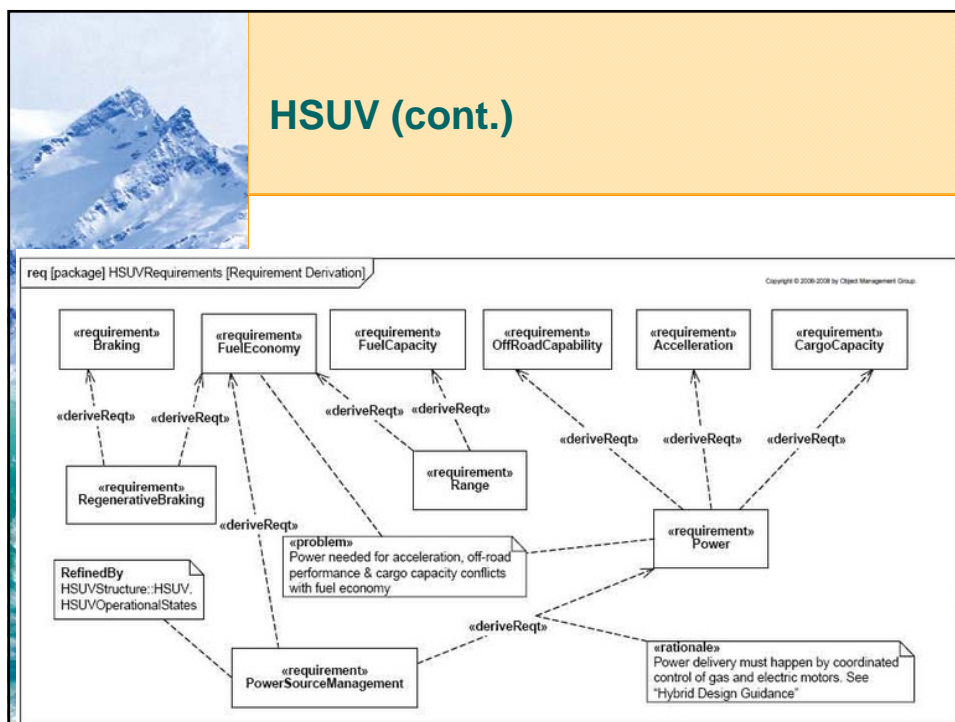 HSUV (cont.)
req [package] HSUVRequirements [Requirement Derivation]
Copyright © 2006-2008 by Object Management Group.
«requirement»
Braking
«requirement»
FuelEconomy
«requirement»
FuelCapacity
«requirement»
OffRoadCapability
«requirement»
Accelleration
«requirement»
CargoCapacity
«deriveReqt»
«deriveReqt»
«deriveReqt»
«deriveReqt»
«deriveReqt»
«deriveReqt»
«deriveReqt»
«requirement»
RegenerativeBraking
«requirement»
Range
«deriveReqt»
«requirement»
Power
«problem»
Power needed for acceleration, off-road
performance & cargo capacity conflicts
with fuel economy
RefinedBy
HSUVStructure::HSUV.
HSUVOperationalStates
«deriveReqt»
«requirement»
PowerSourceManagement
«rationale»
Power delivery must happen by coordinated
control of gas and electric motors. See
“Hybrid Design Guidance”